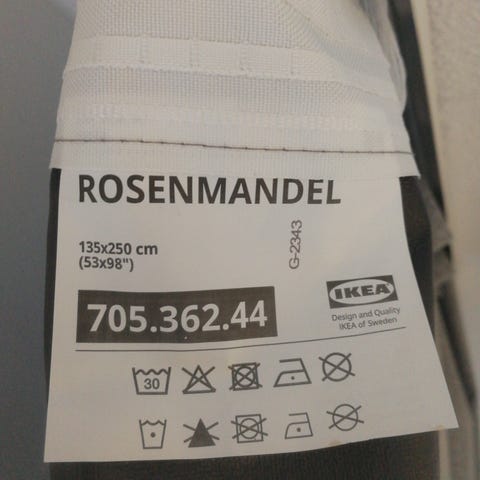 ROSENMANDEL
135x250 cm
(53x98")
G-2343
705.362.44
IKEA
Design and Quality
IKEA of Sweden
30